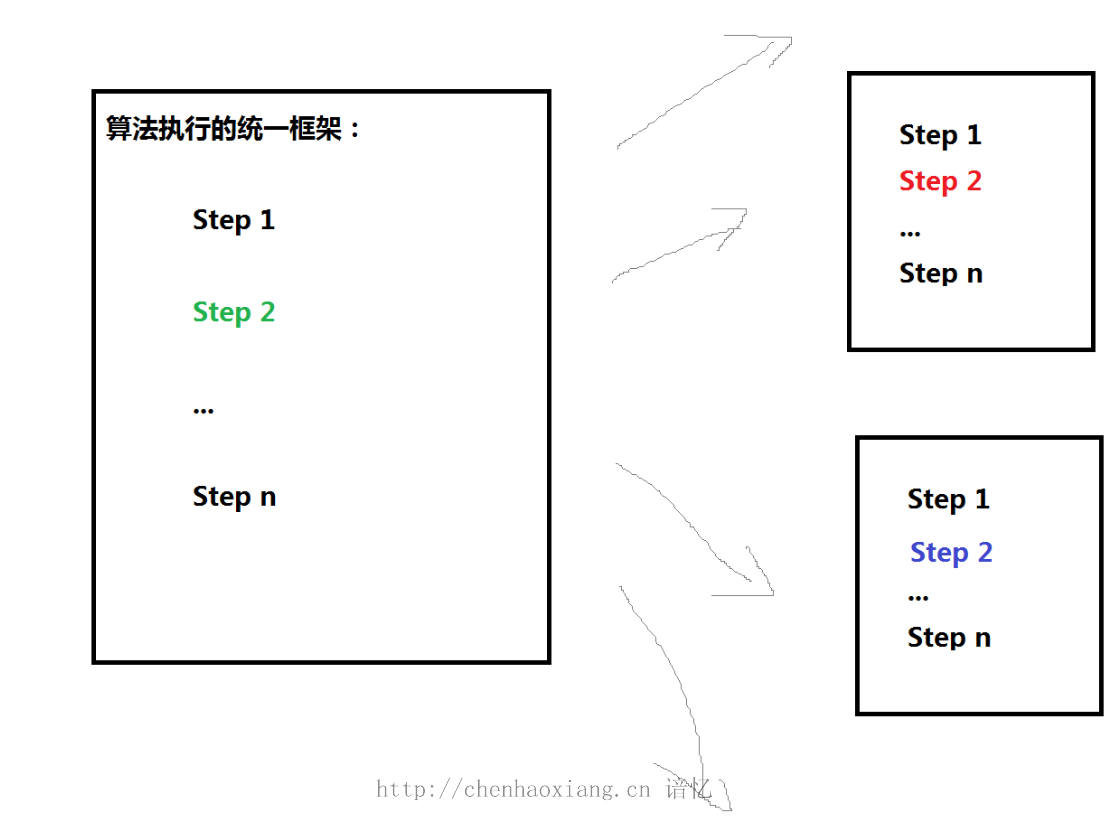 算法执行的统一框架：
Step 1
Step 2
...
Step n
Step 1
Step 2
...
Step n
Step 1
Step 2
...
Step n
http://chenhaoxiang.cn 谙忆